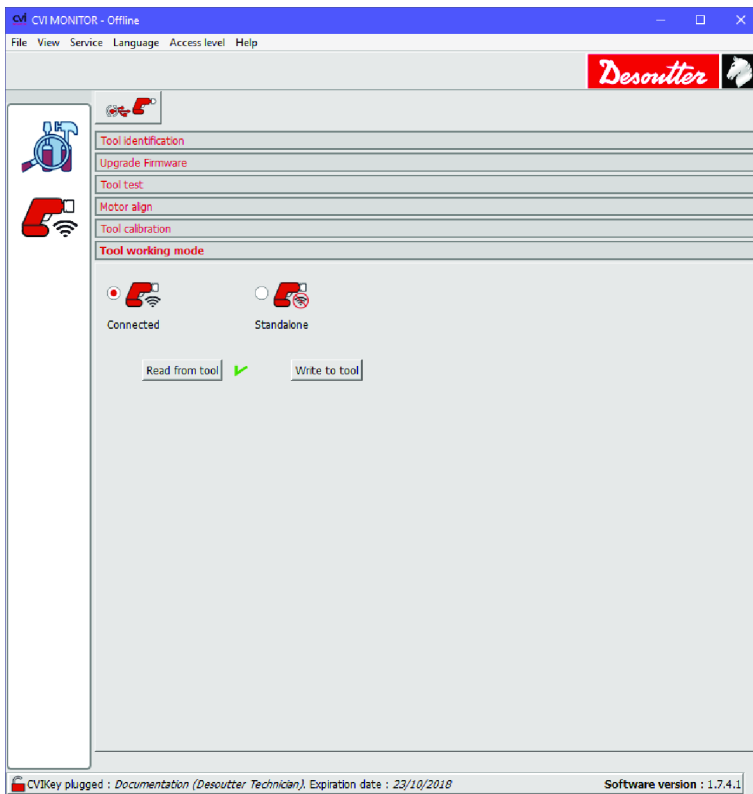 cvi CVI MONITOR - Offline
File View Service Language Access level Help
Desoutter
Tool identification
Upgrade Firmware
Tool test
Motor align
Tool calibration
Tool working mode
Connected Standalone
Read from tool Write to tool
CVIKey plugged : Documentation (Desoutter Technician). Expiration date : 23/10/2018 Software version : 1.7.4.1